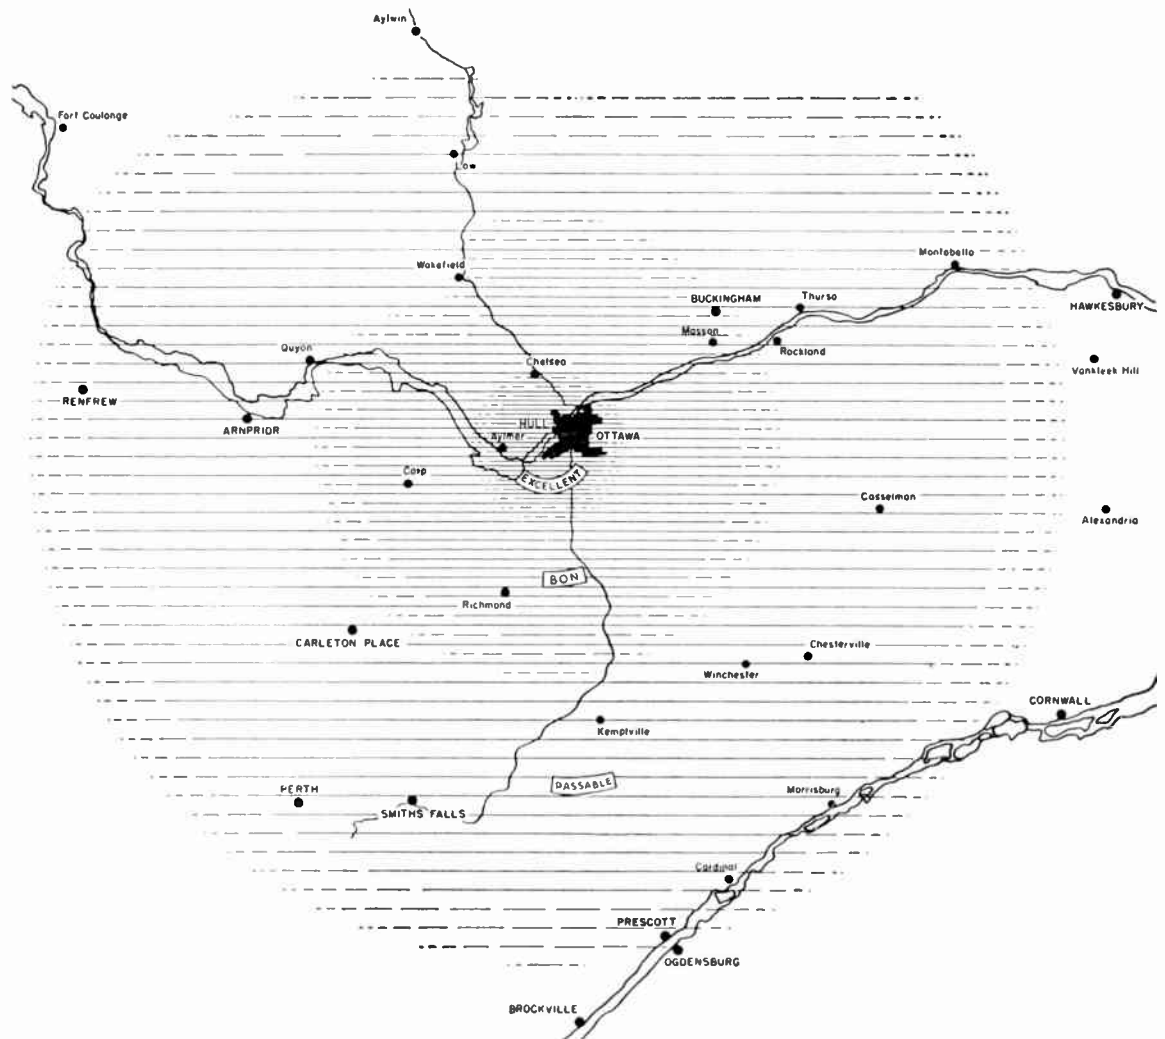 Aylwin
Fort Coulonge
Low
Wakefield
Montebello
BUCKINGHAM
Thurso
HAWKESBURY
Masson
Rockland
Quyon
Chelsea
Vankleek Hill
RENFREW
ARNPRIOR
HULL
OTTAWA
Aylmer
Carp
EXCELLENT
Casselman
Alexandria
BON
Richmond
CARLETON PLACE
Chesterville
Winchester
CORNWALL
Kemptville
PASSABLE
PERTH
Morrisburg
SMITHS FALLS
Cardinal
PRESCOTT
OGDENSBURG
BROCKVILLE